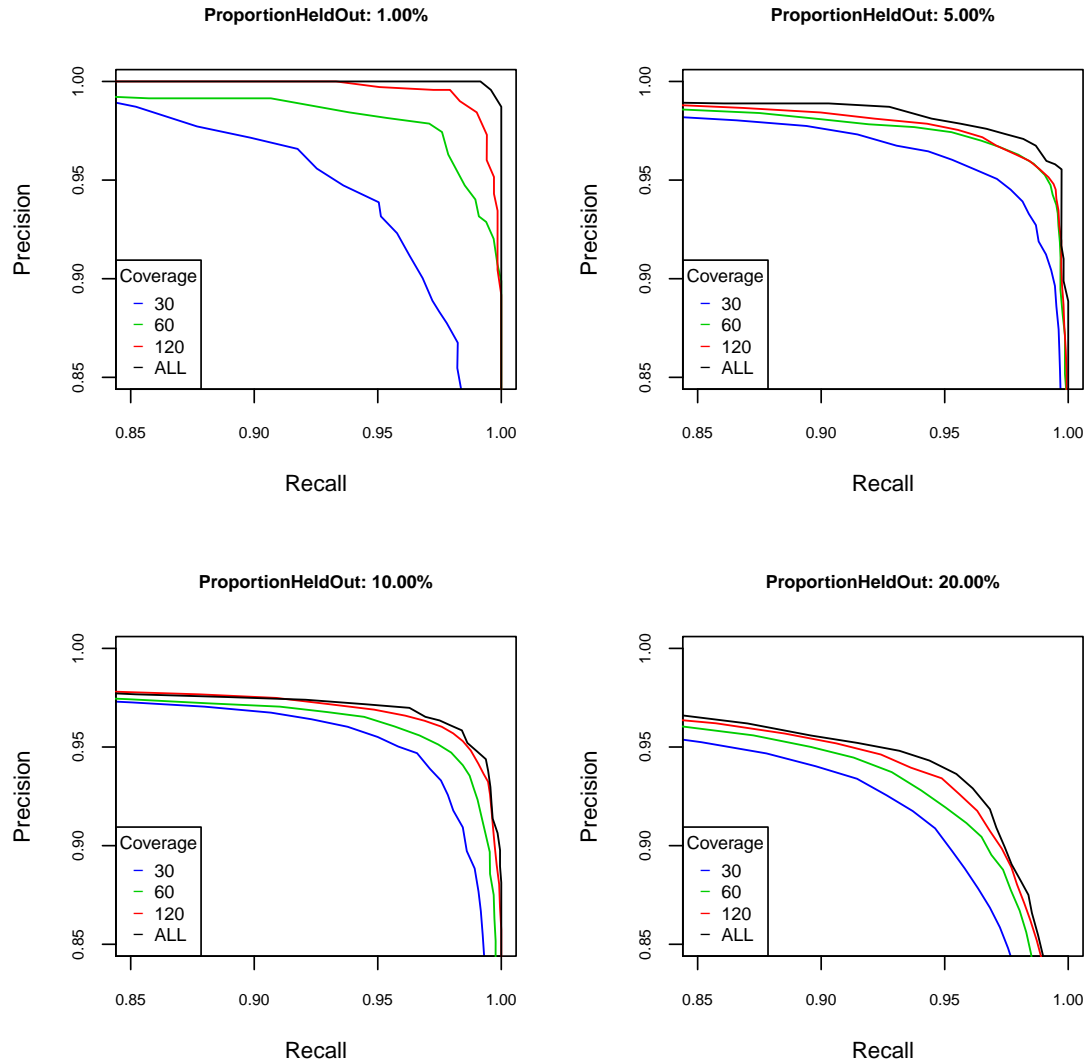 ProportionHeldOut: 1.00%
Precision
1.00
0.95
0.90
0.85
Coverage
30
60
120
ALL
0.85 0.90 0.95 1.00
Recall
ProportionHeldOut: 5.00%
Precision
1.00
0.95
0.90
0.85
Coverage
30
60
120
ALL
0.85 0.90 0.95 1.00
Recall
ProportionHeldOut: 10.00%
Precision
1.00
0.95
0.90
0.85
Coverage
30
60
120
ALL
0.85 0.90 0.95 1.00
Recall
ProportionHeldOut: 20.00%
Precision
1.00
0.95
0.90
0.85
Coverage
30
60
120
ALL
0.85 0.90 0.95 1.00
Recall